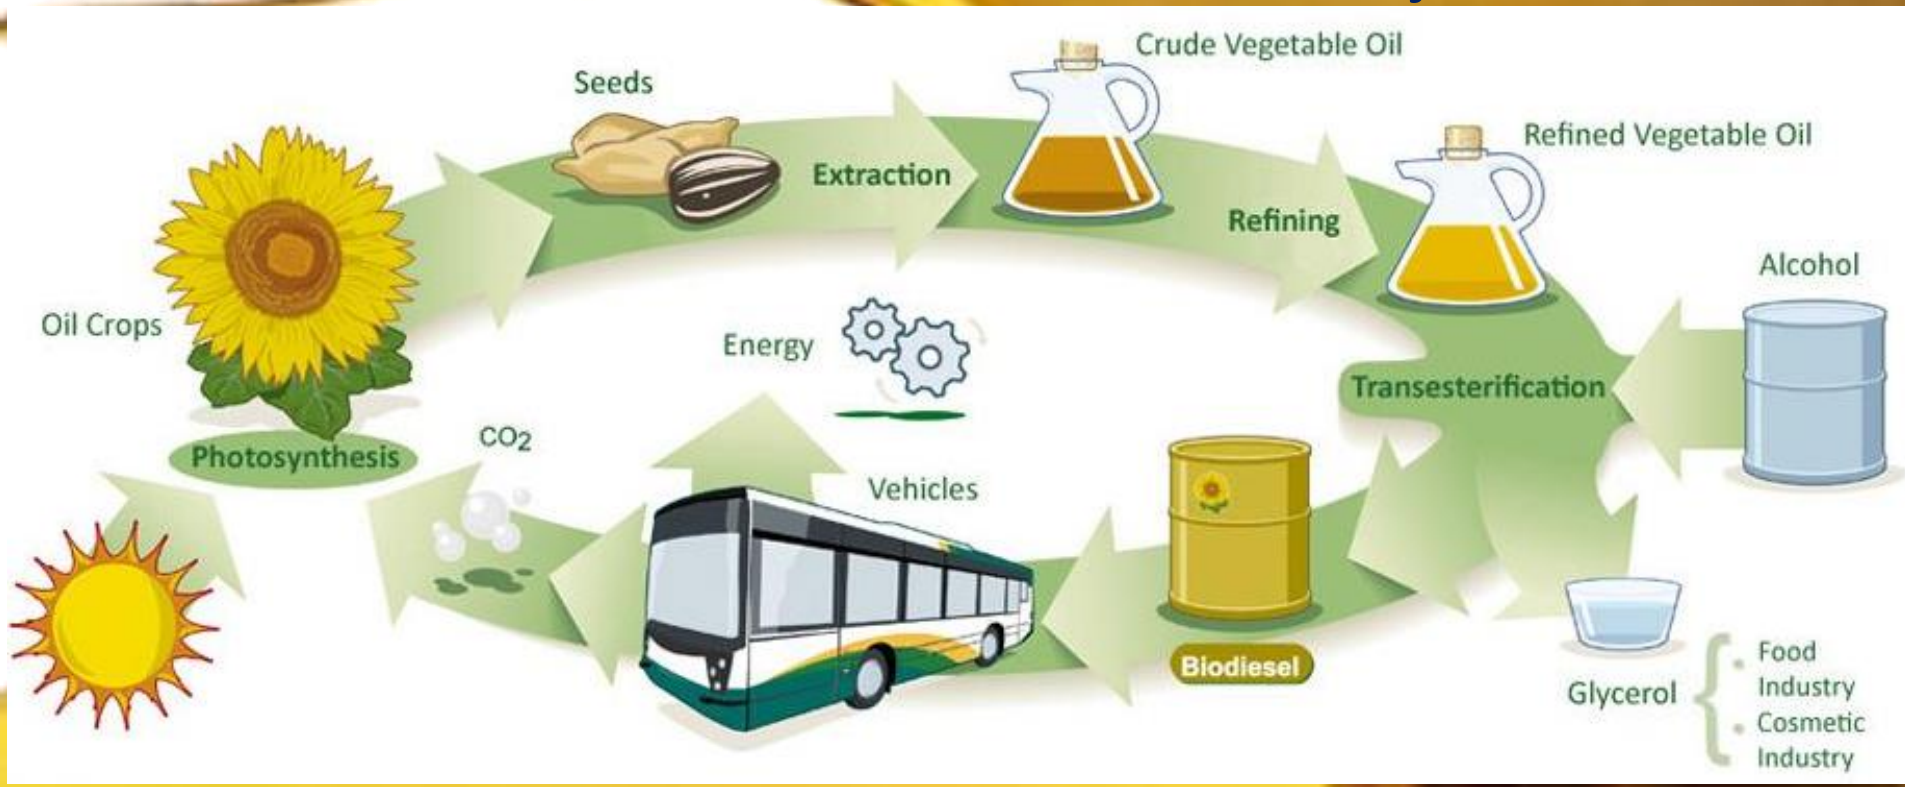 Crude Vegetable Oil
Seeds
Refined Vegetable Oil
Extraction
Refining
Alcohol
Oil Crops
Energy
Transesterification
CO2
Photosynthesis
Vehicles
Biodiesel
Glycerol
Food
Industry
Cosmetic
Industry